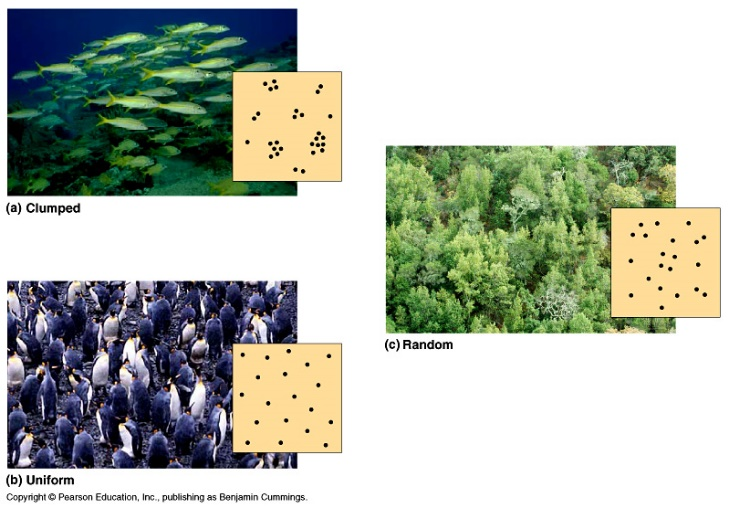 (a) Clumped
(b) Uniform
(c) Random
Copyright © Pearson Education, Inc., publishing as Benjamin Cummings.